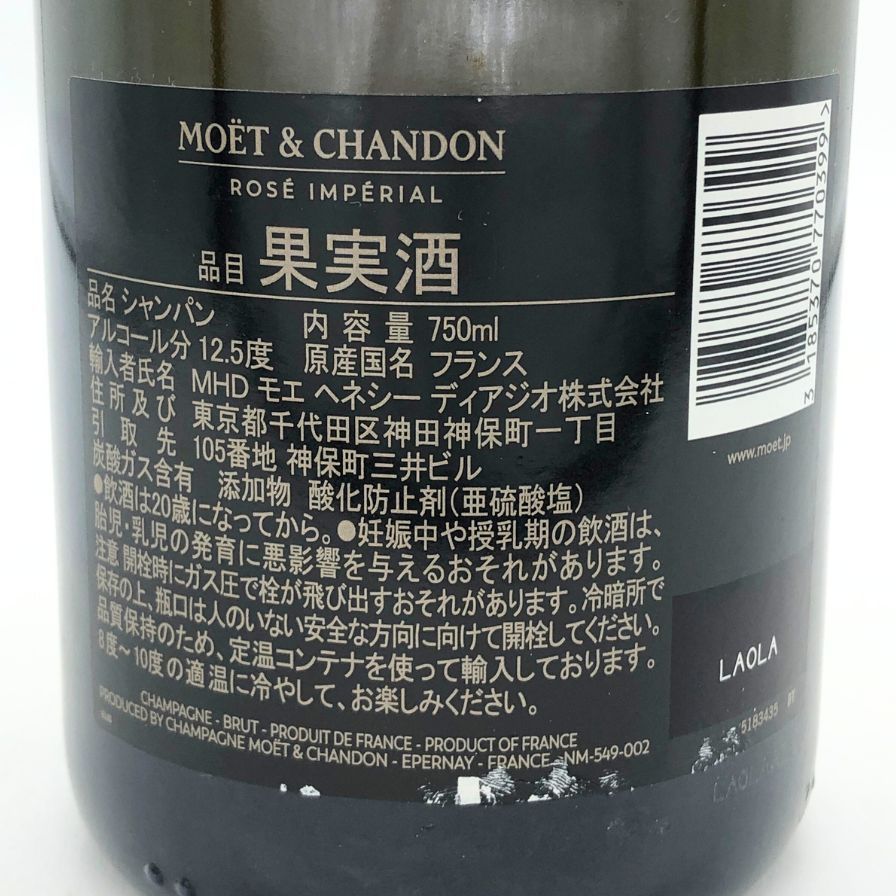 MOËT & CHANDON
ROSÉ IMPÉRIAL
品目 果実酒
品名 シャンパン 内容量 750ml
アルコール分 12.5度 原産国名 フランス
輸入者氏名 MHD モエ ヘネシー ディアジオ株式会社
住所及び 東京都千代田区神田神保町一丁目
引取先 105番地 神保町三井ビル
炭酸ガス含有 添加物 酸化防止剤(亜硫酸塩)
●飲酒は20歳になってから。●妊娠中や授乳期の飲酒は、
胎児・乳児の発育に悪影響を与えるおそれがあります。
注意 開栓時にガス圧で栓が飛び出すおそれがあります。冷暗所で
保存の上、瓶口は人のいない安全な方向に向けて開栓してください。
品質保持のため、定温コンテナを使って輸入しております。
8度～10度の適温に冷やして、お楽しみください。
CHAMPAGNE - BRUT - PRODUIT DE FRANCE - PRODUCT OF FRANCE
PRODUCED BY CHAMPAGNE MOËT & CHANDON - EPERNAY - FRANCE - NM-549-002
3 185370 770399 >
www.moet.jp
LAOLA
5183435